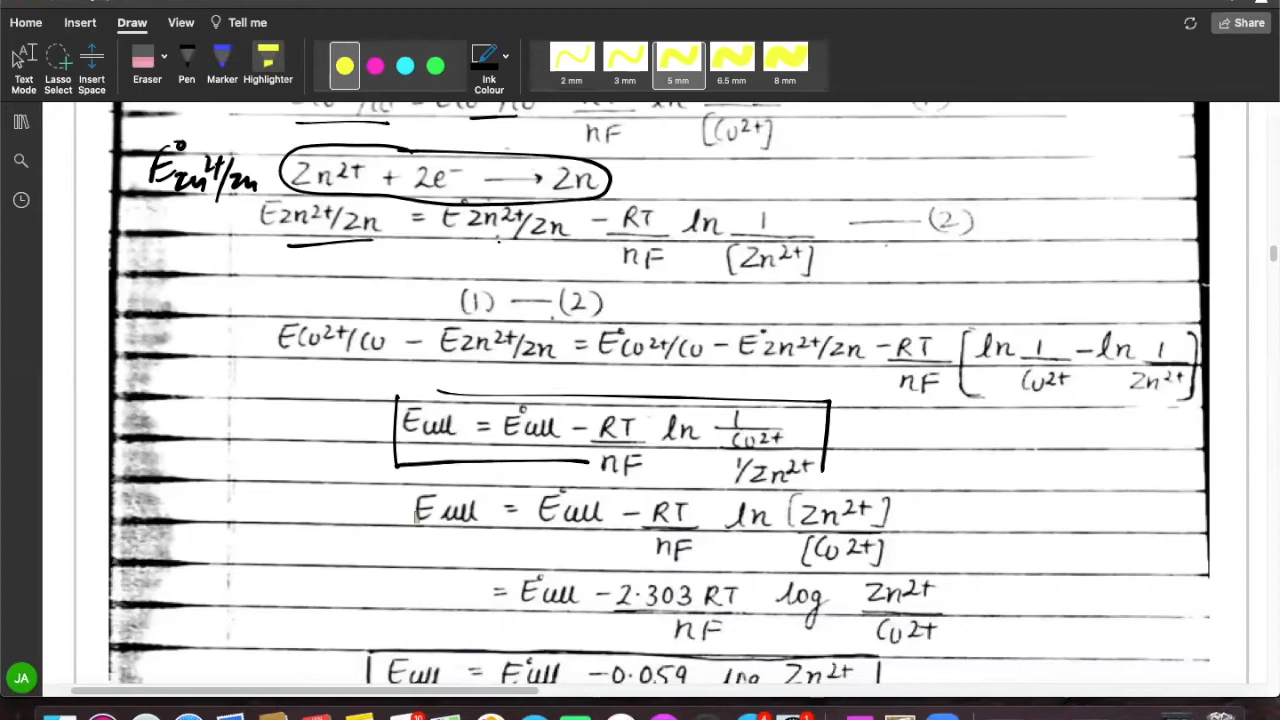 Home Insert Draw View Tell me Share
Text Mode Lasso Select Insert Space Eraser Pen Marker Highlighter Ink Colour 2 mm 3 mm 5 mm 6.5 mm 8 mm
nF [Cu2+]
E°Zn2+/Zn Zn2+ + 2e- → Zn
EZn2+/Zn = E°Zn2+/Zn - RT/nF ln 1/[Zn2+] —— (2)
(1) — (2)
ECu2+/Cu - EZn2+/Zn = E°Cu2+/Cu - E°Zn2+/Zn - RT/nF [ln 1/Cu2+ - ln 1/Zn2+]
Ecell = E°cell - RT/nF ln 1/Cu2+ / 1/Zn2+
Ecell = E°cell - RT/nF ln [Zn2+]/[Cu2+]
= E°cell - 2.303 RT/nF log Zn2+/Cu2+
Ecell = E°cell - 0.059 log Zn2+
JA